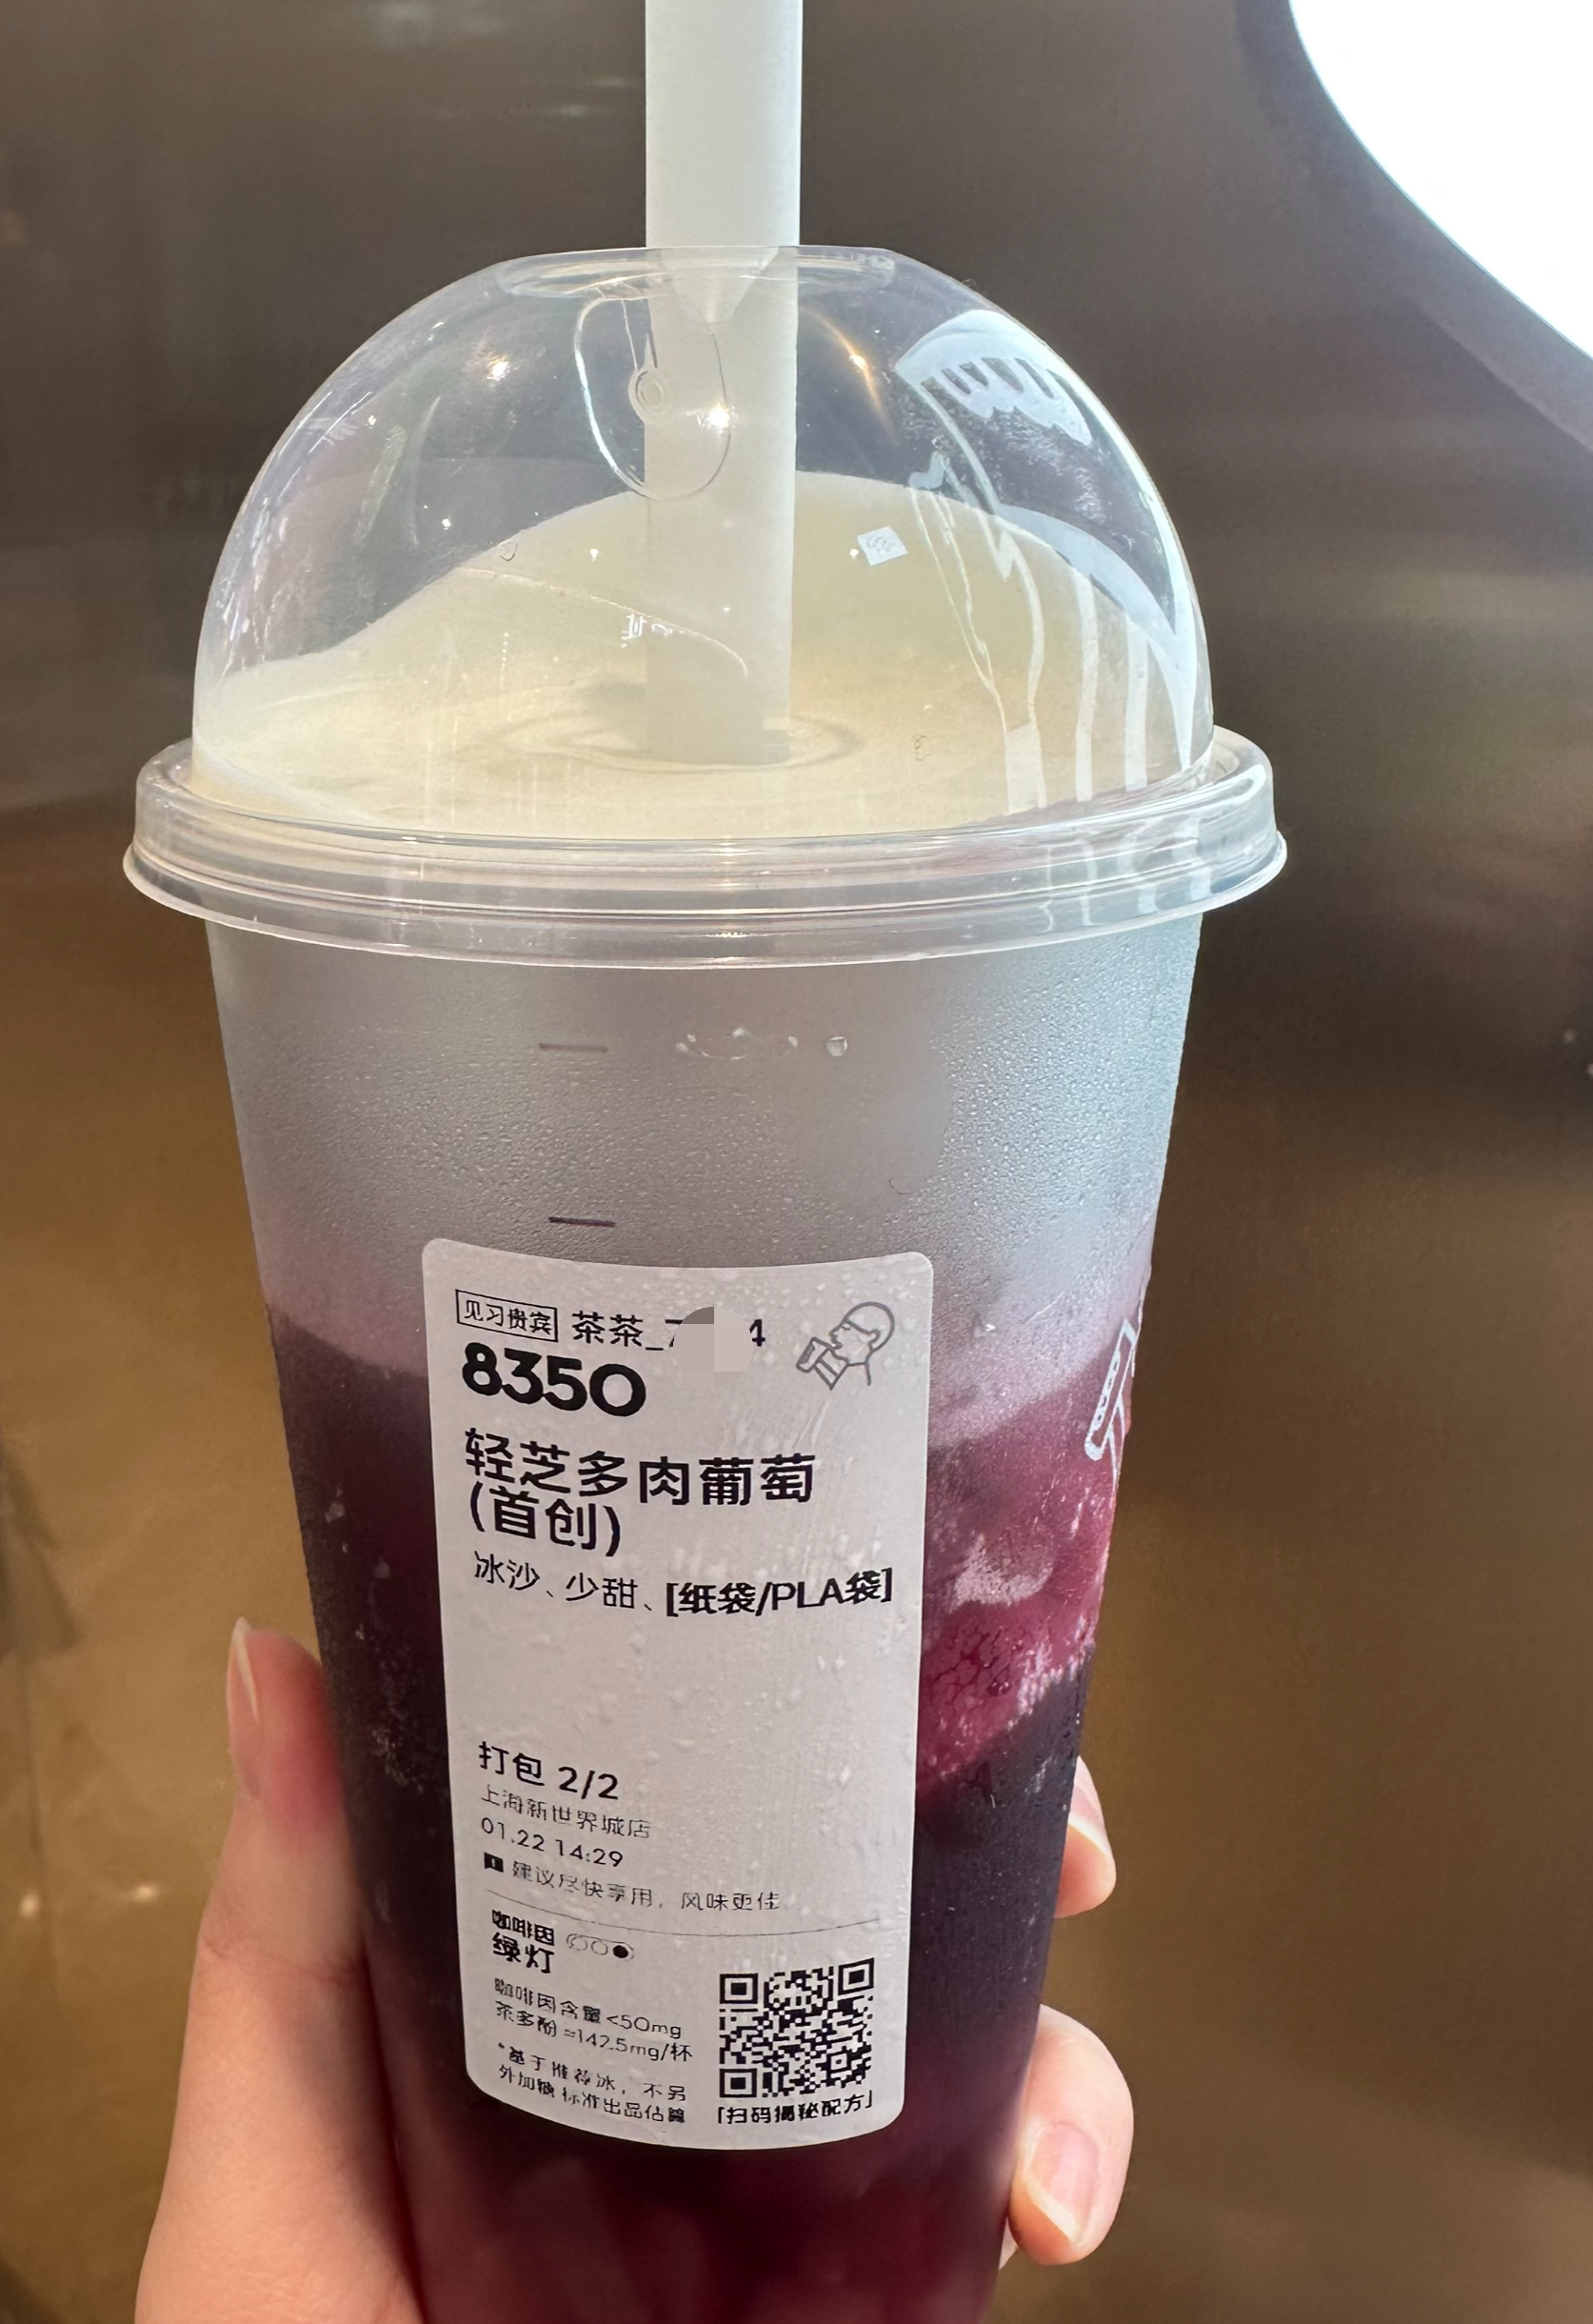 见习贵宾 茶茶_7 4
8350
轻芝多肉葡萄
(首创)
冰沙、少甜、[纸袋/PLA袋]
打包 2/2
上海新世界城店
01.22 14:29
建议尽快享用，风味更佳
咖啡因
绿灯
咖啡因含量<50mg
茶多酚≈142.5mg/杯
*基于推荐冰，不另
外加糖标准出品估算
「扫码揭秘配方」